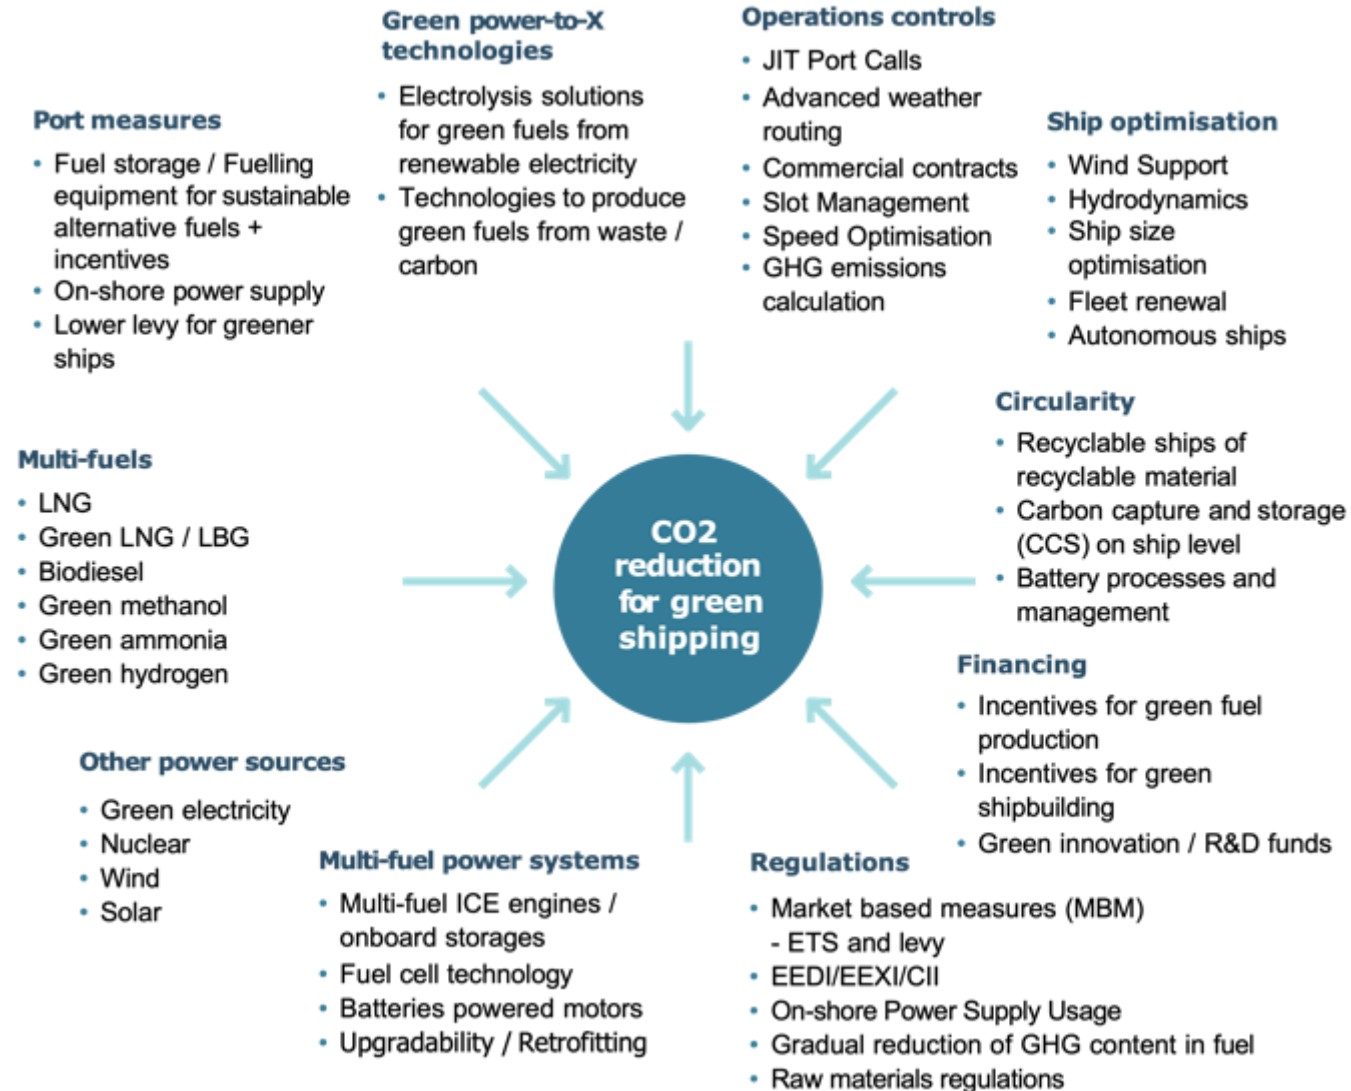 Green power-to-X
technologies
• Electrolysis solutions
for green fuels from
renewable electricity
• Technologies to produce
green fuels from waste /
carbon
Operations controls
• JIT Port Calls
• Advanced weather
routing
• Commercial contracts
• Slot Management
• Speed Optimisation
• GHG emissions
calculation
Port measures
• Fuel storage / Fuelling
equipment for sustainable
alternative fuels +
incentives
• On-shore power supply
• Lower levy for greener
ships
Ship optimisation
• Wind Support
• Hydrodynamics
• Ship size
optimisation
• Fleet renewal
• Autonomous ships
Circularity
• Recyclable ships of
recyclable material
• Carbon capture and storage
(CCS) on ship level
• Battery processes and
management
Multi-fuels
• LNG
• Green LNG / LBG
• Biodiesel
• Green methanol
• Green ammonia
• Green hydrogen
CO2
reduction
for green
shipping
Financing
• Incentives for green fuel
production
• Incentives for green
shipbuilding
• Green innovation / R&D funds
Other power sources
• Green electricity
• Nuclear
• Wind
• Solar
Multi-fuel power systems
• Multi-fuel ICE engines /
onboard storages
• Fuel cell technology
• Batteries powered motors
• Upgradability / Retrofitting
Regulations
• Market based measures (MBM)
- ETS and levy
• EEDI/EEXI/CII
• On-shore Power Supply Usage
• Gradual reduction of GHG content in fuel
• Raw materials regulations